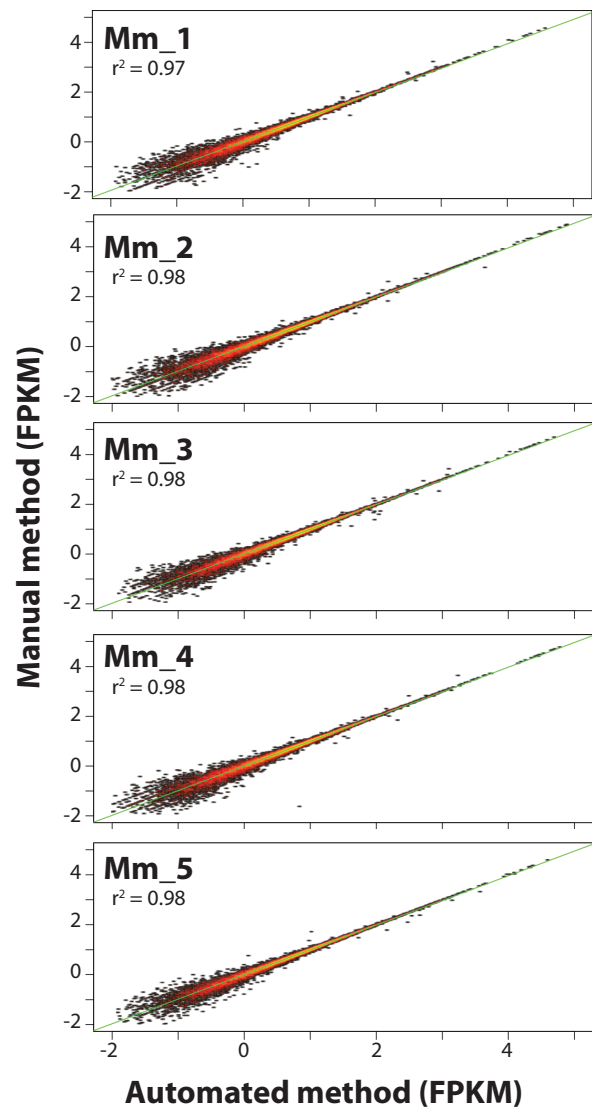 Mm_1
r² = 0.97
4
2
0
-2
Mm_2
r² = 0.98
4
2
0
-2
Mm_3
r² = 0.98
4
2
0
-2
Mm_4
r² = 0.98
4
2
0
-2
Mm_5
r² = 0.98
4
2
0
-2
-2 0 2 4
Manual method (FPKM)
Automated method (FPKM)